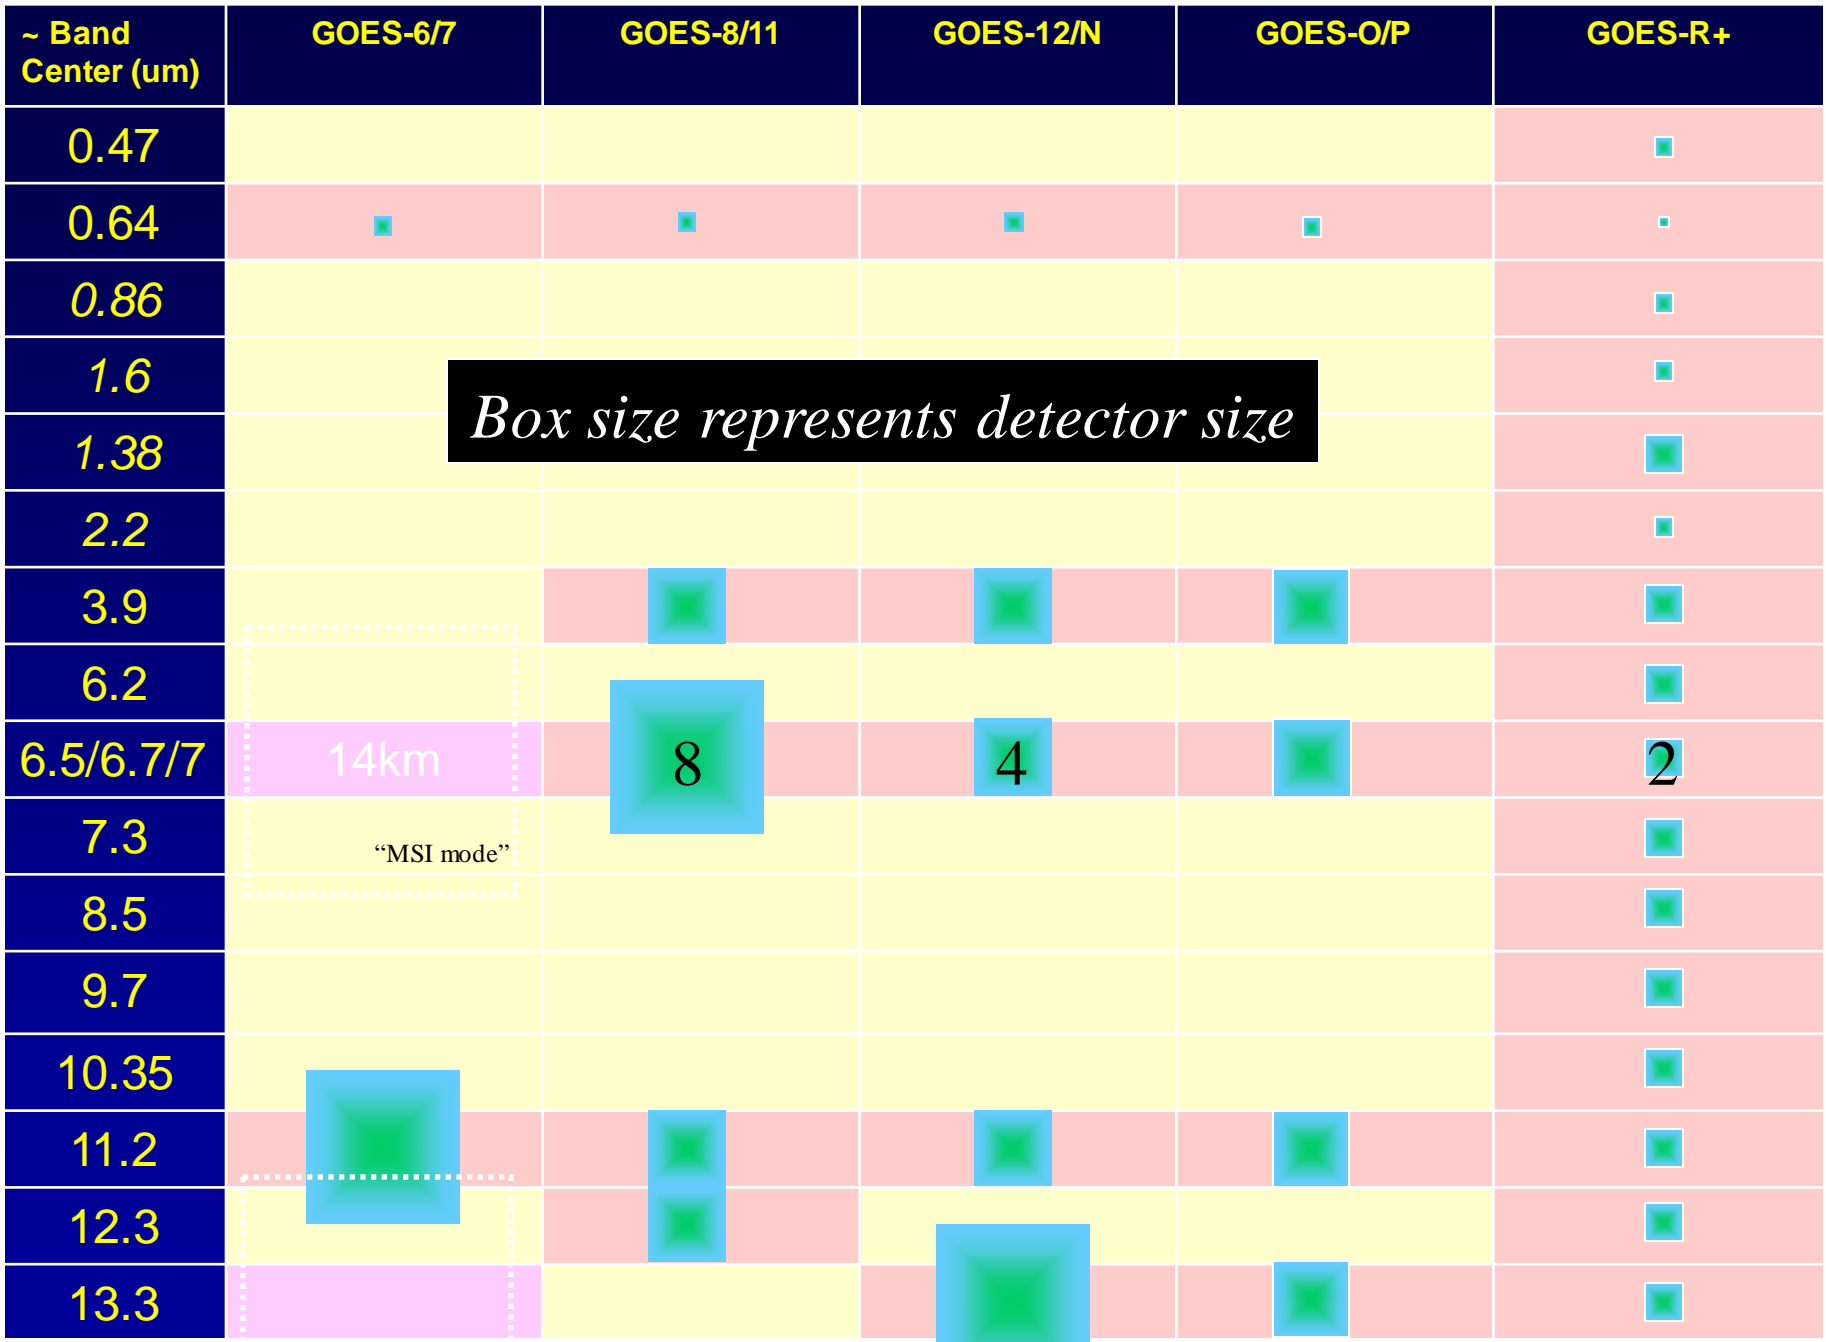 ~ Band
Center (um)
GOES-6/7
GOES-8/11
GOES-12/N
GOES-O/P
GOES-R+
0.47
0.64
0.86
1.6
Box size represents detector size
1.38
2.2
3.9
6.2
6.5/6.7/7
14km
8
4
2
7.3
“MSI mode”
8.5
9.7
10.35
11.2
12.3
13.3